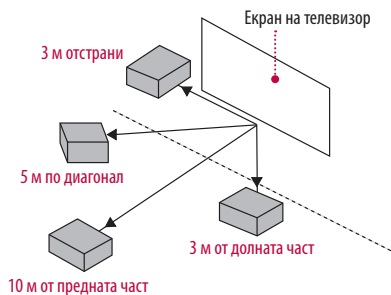 Екран на телевизор
3 м отстрани
5 м по диагонал
3 м от долната част
10 м от предната част